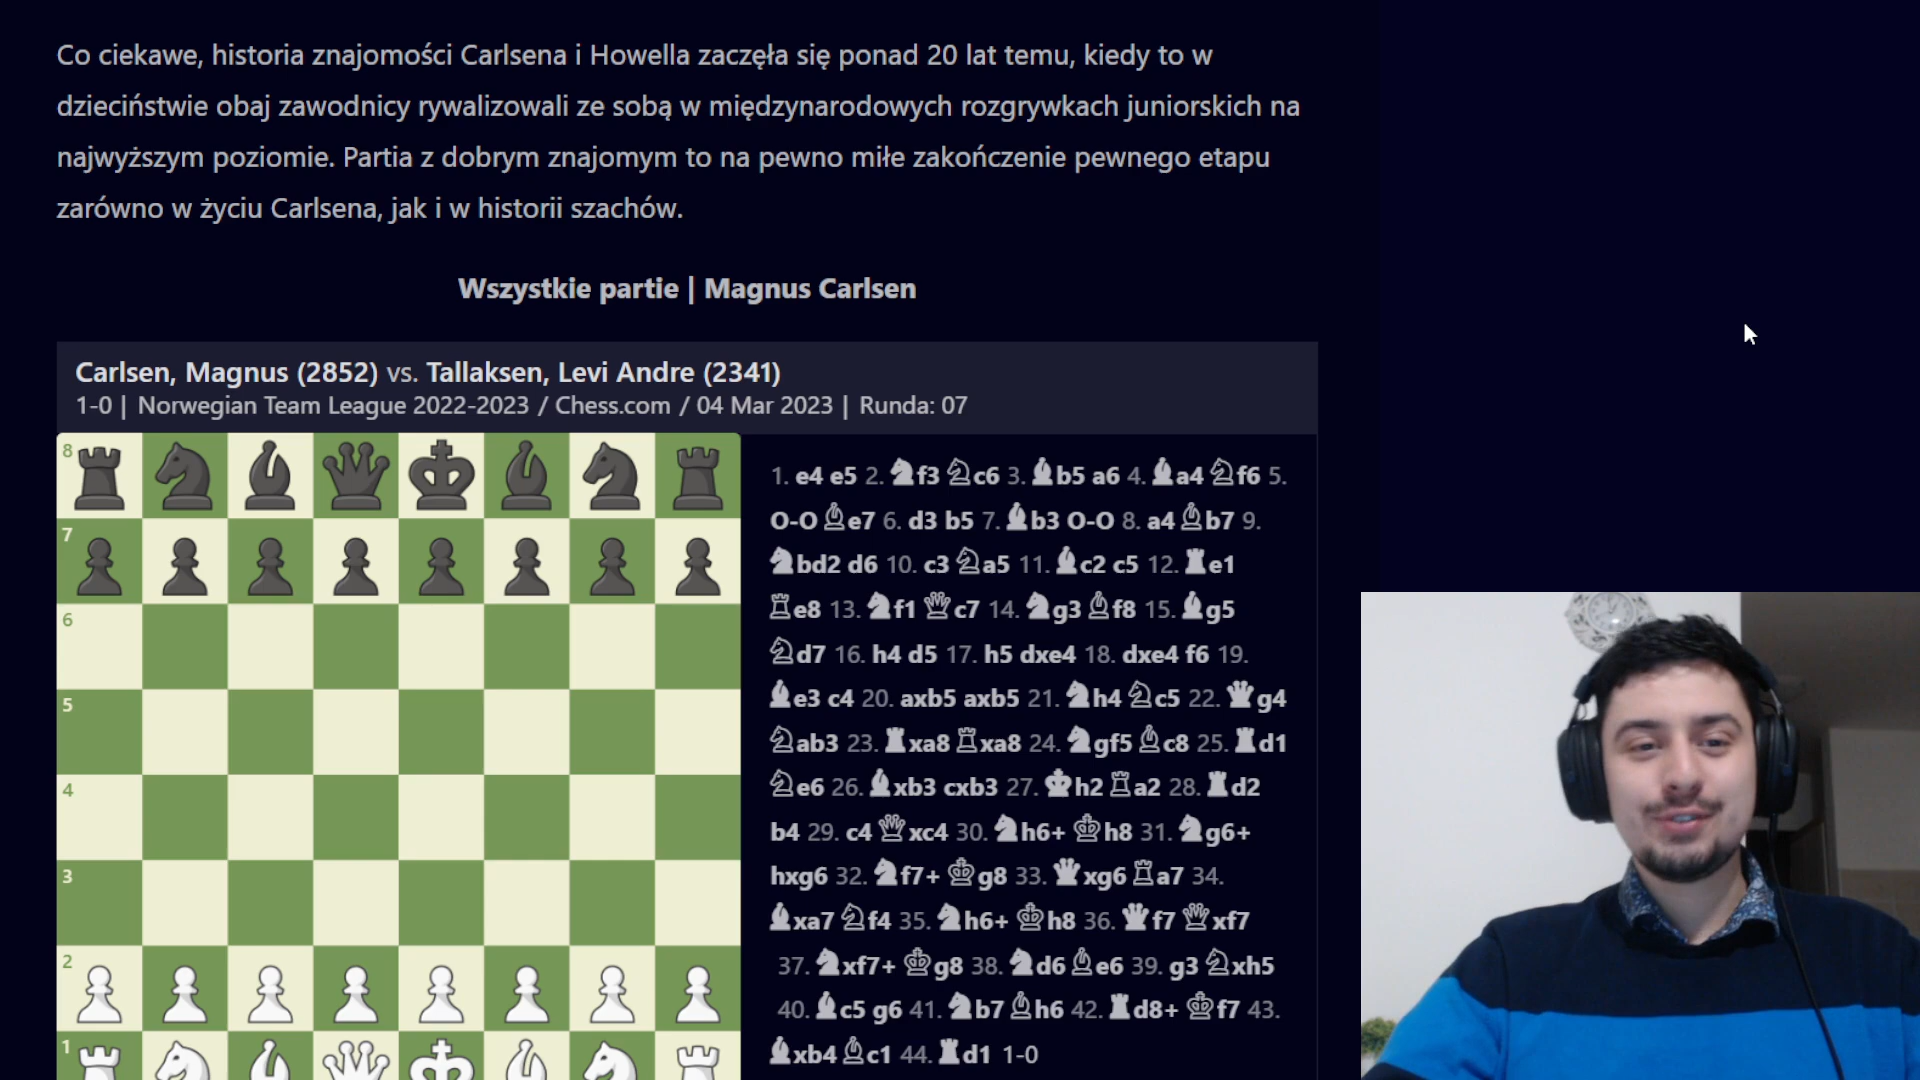 Co ciekawe, historia znajomości Carlsena i Howella zaczęła się ponad 20 lat temu, kiedy to w
dzieciństwie obaj zawodnicy rywalizowali ze sobą w międzynarodowych rozgrywkach juniorskich na
najwyższym poziomie. Partia z dobrym znajomym to na pewno miłe zakończenie pewnego etapu
zarówno w życiu Carlsena, jak i w historii szachów.
Wszystkie partie | Magnus Carlsen
Carlsen, Magnus (2852) vs. Tallaksen, Levi Andre (2341)
1-0 | Norwegian Team League 2022-2023 / Chess.com / 04 Mar 2023 | Runda: 07
8
7
6
5
4
3
2
1
1. e4 e5 2. ♞f3 ♘c6 3. ♝b5 a6 4. ♝a4 ♘f6 5.
O-O ♗e7 6. d3 b5 7. ♝b3 O-O 8. a4 ♗b7 9.
♞bd2 d6 10. c3 ♘a5 11. ♝c2 c5 12. ♜e1
♖e8 13. ♞f1 ♕c7 14. ♞g3 ♗f8 15. ♝g5
♘d7 16. h4 d5 17. h5 dxe4 18. dxe4 f6 19.
♝e3 c4 20. axb5 axb5 21. ♞h4 ♘c5 22. ♛g4
♘ab3 23. ♜xa8 ♖xa8 24. ♞gf5 ♗c8 25. ♜d1
♘e6 26. ♝xb3 cxb3 27. ♚h2 ♖a2 28. ♜d2
b4 29. c4 ♕xc4 30. ♞h6+ ♔h8 31. ♞g6+
hxg6 32. ♞f7+ ♔g8 33. ♛xg6 ♖a7 34.
♝xa7 ♘f4 35. ♞h6+ ♔h8 36. ♛f7 ♕xf7
37. ♞xf7+ ♔g8 38. ♞d6 ♗e6 39. g3 ♘xh5
40. ♝c5 g6 41. ♞b7 ♗h6 42. ♜d8+ ♔f7 43.
♝xb4 ♗c1 44. ♜d1 1-0